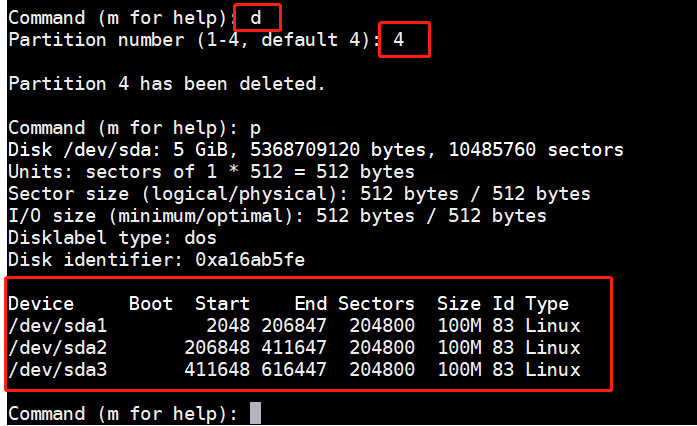 Command (m for help): d
Partition number (1-4, default 4): 4
Partition 4 has been deleted.
Command (m for help): p
Disk /dev/sda: 5 GiB, 5368709120 bytes, 10485760 sectors
Units: sectors of 1 * 512 = 512 bytes
Sector size (logical/physical): 512 bytes / 512 bytes
I/O size (minimum/optimal): 512 bytes / 512 bytes
Disklabel type: dos
Disk identifier: 0xa16ab5fe
Device     Boot  Start    End Sectors  Size Id Type
/dev/sda1         2048 206847  204800  100M 83 Linux
/dev/sda2       206848 411647  204800  100M 83 Linux
/dev/sda3       411648 616447  204800  100M 83 Linux
Command (m for help):